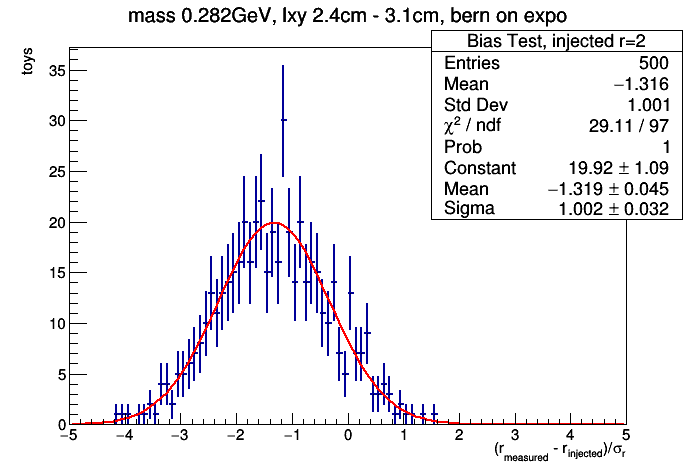 mass 0.282GeV, lxy 2.4cm - 3.1cm, bern on expo
toys
Bias Test, injected r=2
Entries 500
Mean −1.316
Std Dev 1.001
χ² / ndf 29.11 / 97
Prob 1
Constant 19.92 ± 1.09
Mean −1.319 ± 0.045
Sigma 1.002 ± 0.032
35
30
25
20
15
10
5
0
−5 −4 −3 −2 −1 0 1 2 3 4 5
(r_measured - r_injected)/σ_r